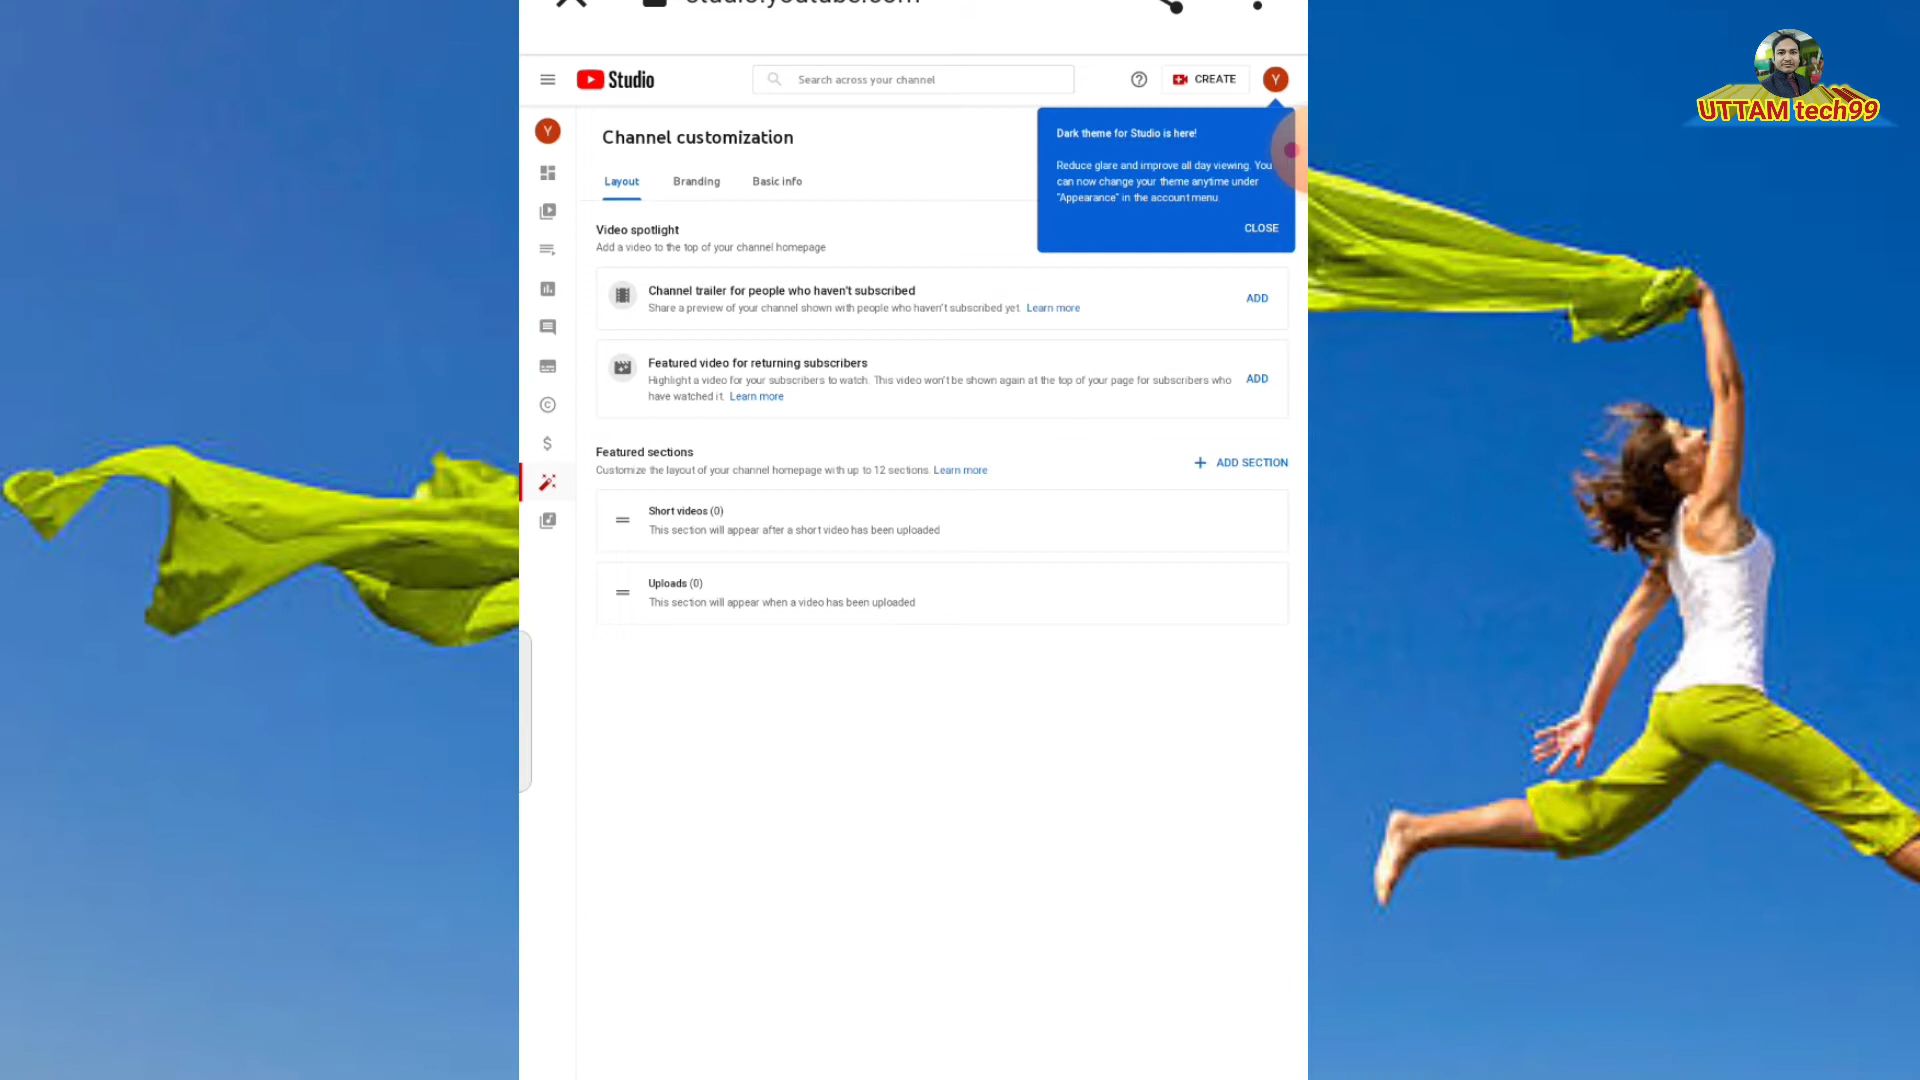 Studio
Search across your channel
CREATE
Y
UTTAM tech99
Y
Channel customization
Layout
Branding
Basic info
Dark theme for Studio is here!
Reduce glare and improve all day viewing. You
can now change your theme anytime under
"Appearance" in the account menu.
CLOSE
Video spotlight
Add a video to the top of your channel homepage
Channel trailer for people who haven't subscribed
Share a preview of your channel shown with people who haven't subscribed yet. Learn more
ADD
Featured video for returning subscribers
Highlight a video for your subscribers to watch. This video won't be shown again at the top of your page for subscribers who
have watched it. Learn more
ADD
Featured sections
Customize the layout of your channel homepage with up to 12 sections. Learn more
ADD SECTION
Short videos (0)
This section will appear after a short video has been uploaded
Uploads (0)
This section will appear when a video has been uploaded